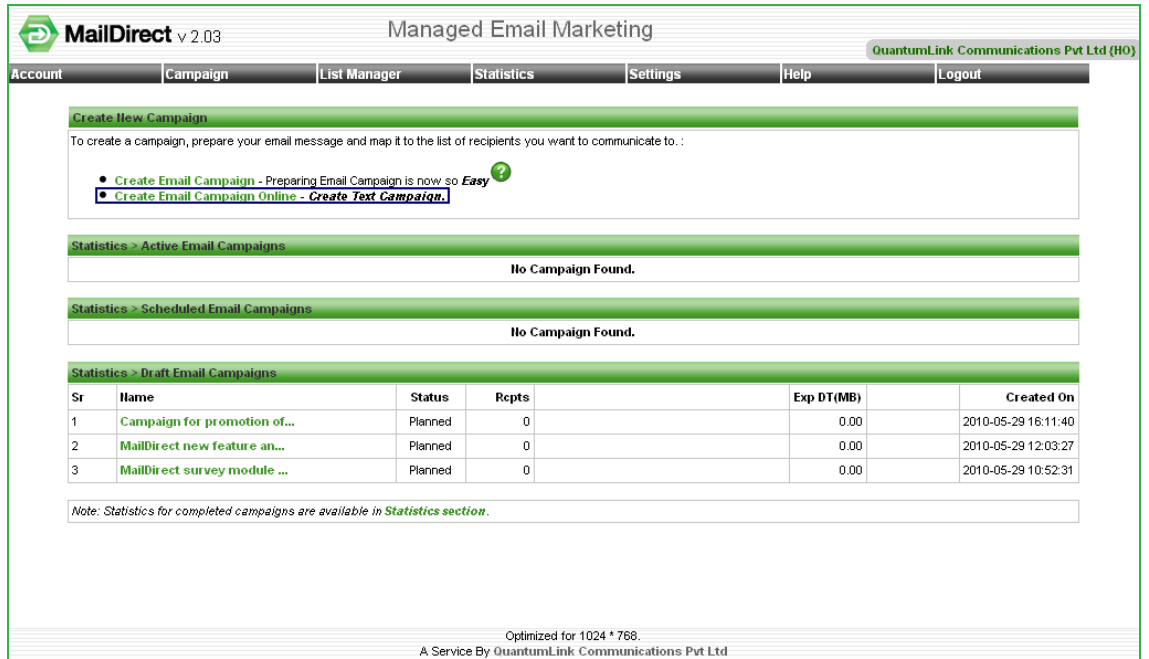 MailDirect v 2.03
Managed Email Marketing
QuantumLink Communications Pvt Ltd (HO)
Account Campaign List Manager Statistics Settings Help Logout
Create New Campaign
To create a campaign, prepare your email message and map it to the list of recipients you want to communicate to. :
• Create Email Campaign - Preparing Email Campaign is now so Easy ?
• Create Email Campaign Online - Create Text Campaign.
Statistics > Active Email Campaigns
No Campaign Found.
Statistics > Scheduled Email Campaigns
No Campaign Found.
Statistics > Draft Email Campaigns
Sr Name Status Rcpts Exp DT(MB) Created On
1 Campaign for promotion of... Planned 0 0.00 2010-05-29 16:11:40
2 MailDirect new feature an... Planned 0 0.00 2010-05-29 12:03:27
3 MailDirect survey module ... Planned 0 0.00 2010-05-29 10:52:31
Note: Statistics for completed campaigns are available in Statistics section.
Optimized for 1024 * 768.
A Service By QuantumLink Communications Pvt Ltd